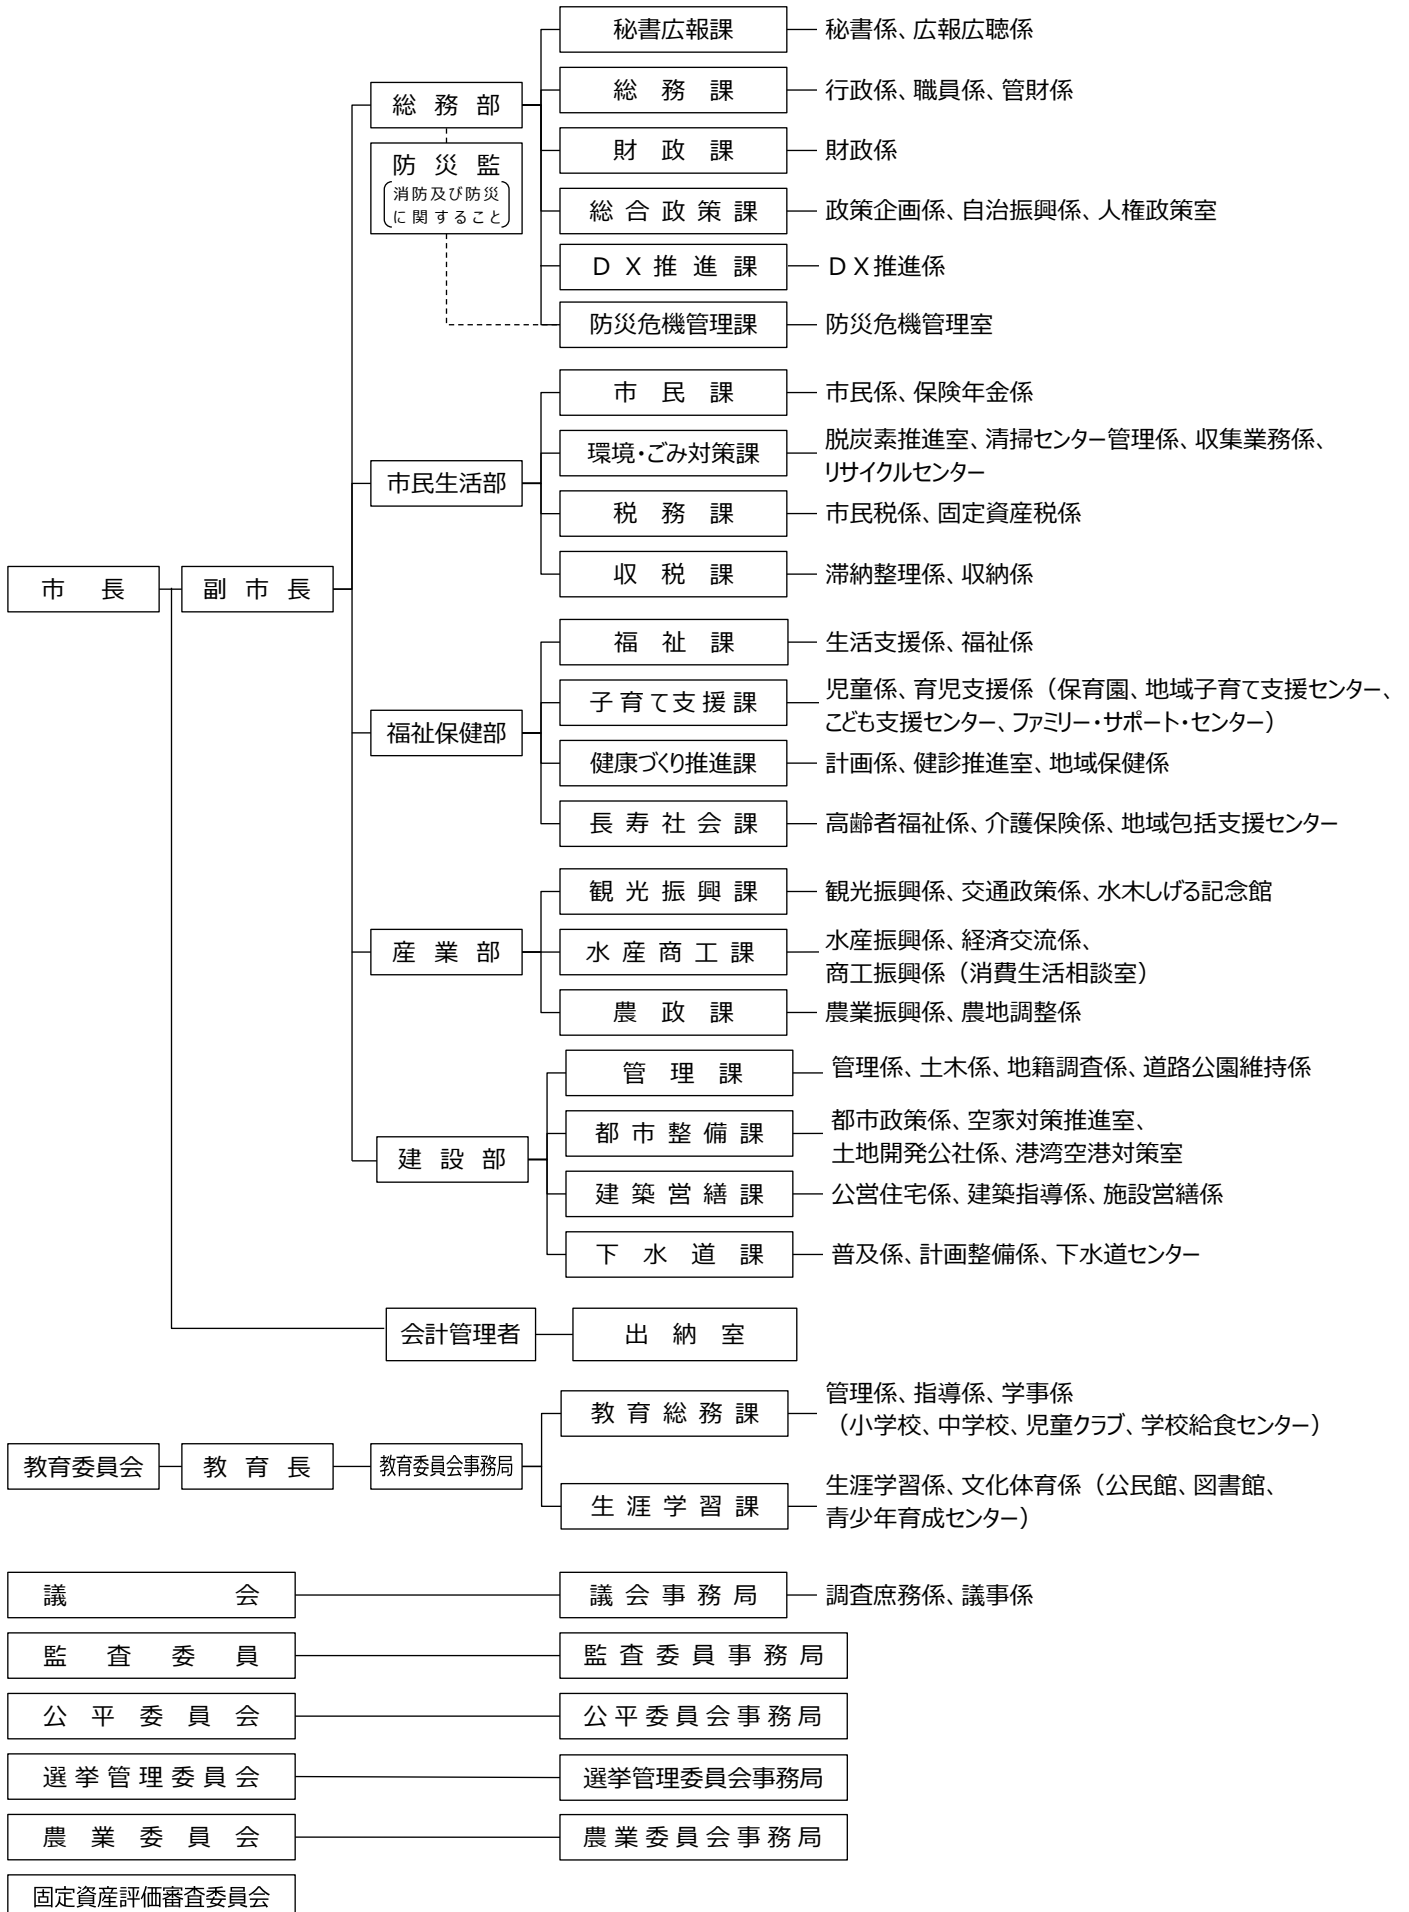 秘書広報課 秘書係、広報広聴係
総務部
総務課 行政係、職員係、管財係
防災監
消防及び防災
に関すること
財政課 財政係
総合政策課 政策企画係、自治振興係、人権政策室
ＤＸ推進課 ＤＸ推進係
防災危機管理課 防災危機管理室
市民課 市民係、保険年金係
市民生活部
環境・ごみ対策課 脱炭素推進室、清掃センター管理係、収集業務係、
リサイクルセンター
税務課 市民税係、固定資産税係
収税課 滞納整理係、収納係
市長 副市長
福祉課 生活支援係、福祉係
福祉保健部
子育て支援課 児童係、育児支援係（保育園、地域子育て支援センター、
こども支援センター、ファミリー・サポート・センター）
健康づくり推進課 計画係、健診推進室、地域保健係
長寿社会課 高齢者福祉係、介護保険係、地域包括支援センター
観光振興課 観光振興係、交通政策係、水木しげる記念館
産業部
水産商工課 水産振興係、経済交流係、
商工振興係（消費生活相談室）
農政課 農業振興係、農地調整係
管理課 管理係、土木係、地籍調査係、道路公園維持係
建設部
都市整備課 都市政策係、空家対策推進室、
土地開発公社係、港湾空港対策室
建築営繕課 公営住宅係、建築指導係、施設営繕係
下水道課 普及係、計画整備係、下水道センター
会計管理者 出納室
教育総務課 管理係、指導係、学事係
（小学校、中学校、児童クラブ、学校給食センター）
教育委員会 教育長 教育委員会事務局
生涯学習課 生涯学習係、文化体育係（公民館、図書館、
青少年育成センター）
議会 議会事務局 調査庶務係、議事係
監査委員 監査委員事務局
公平委員会 公平委員会事務局
選挙管理委員会 選挙管理委員会事務局
農業委員会 農業委員会事務局
固定資産評価審査委員会